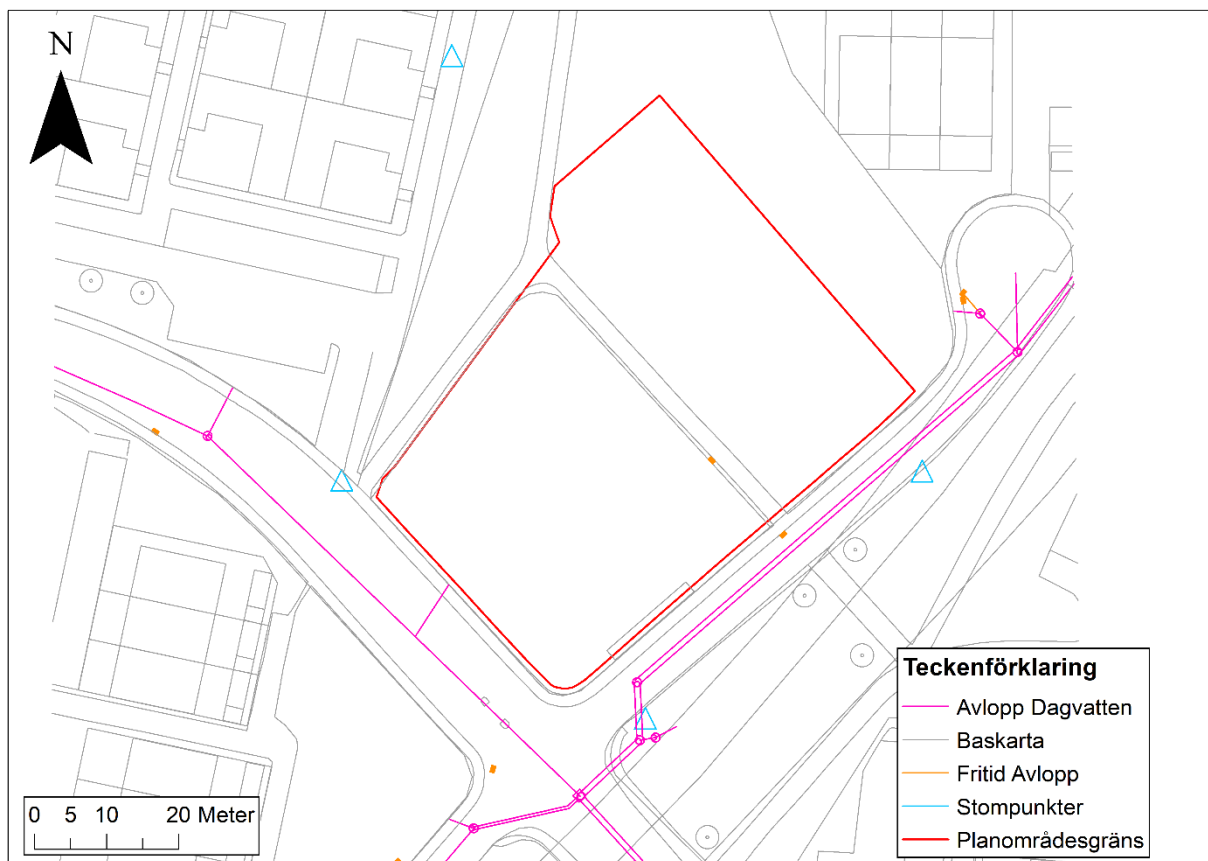 N
Teckenförklaring
Avlopp Dagvatten
Baskarta
Fritid Avlopp
Stompunkter
Planområdesgräns
0 5 10 20 Meter